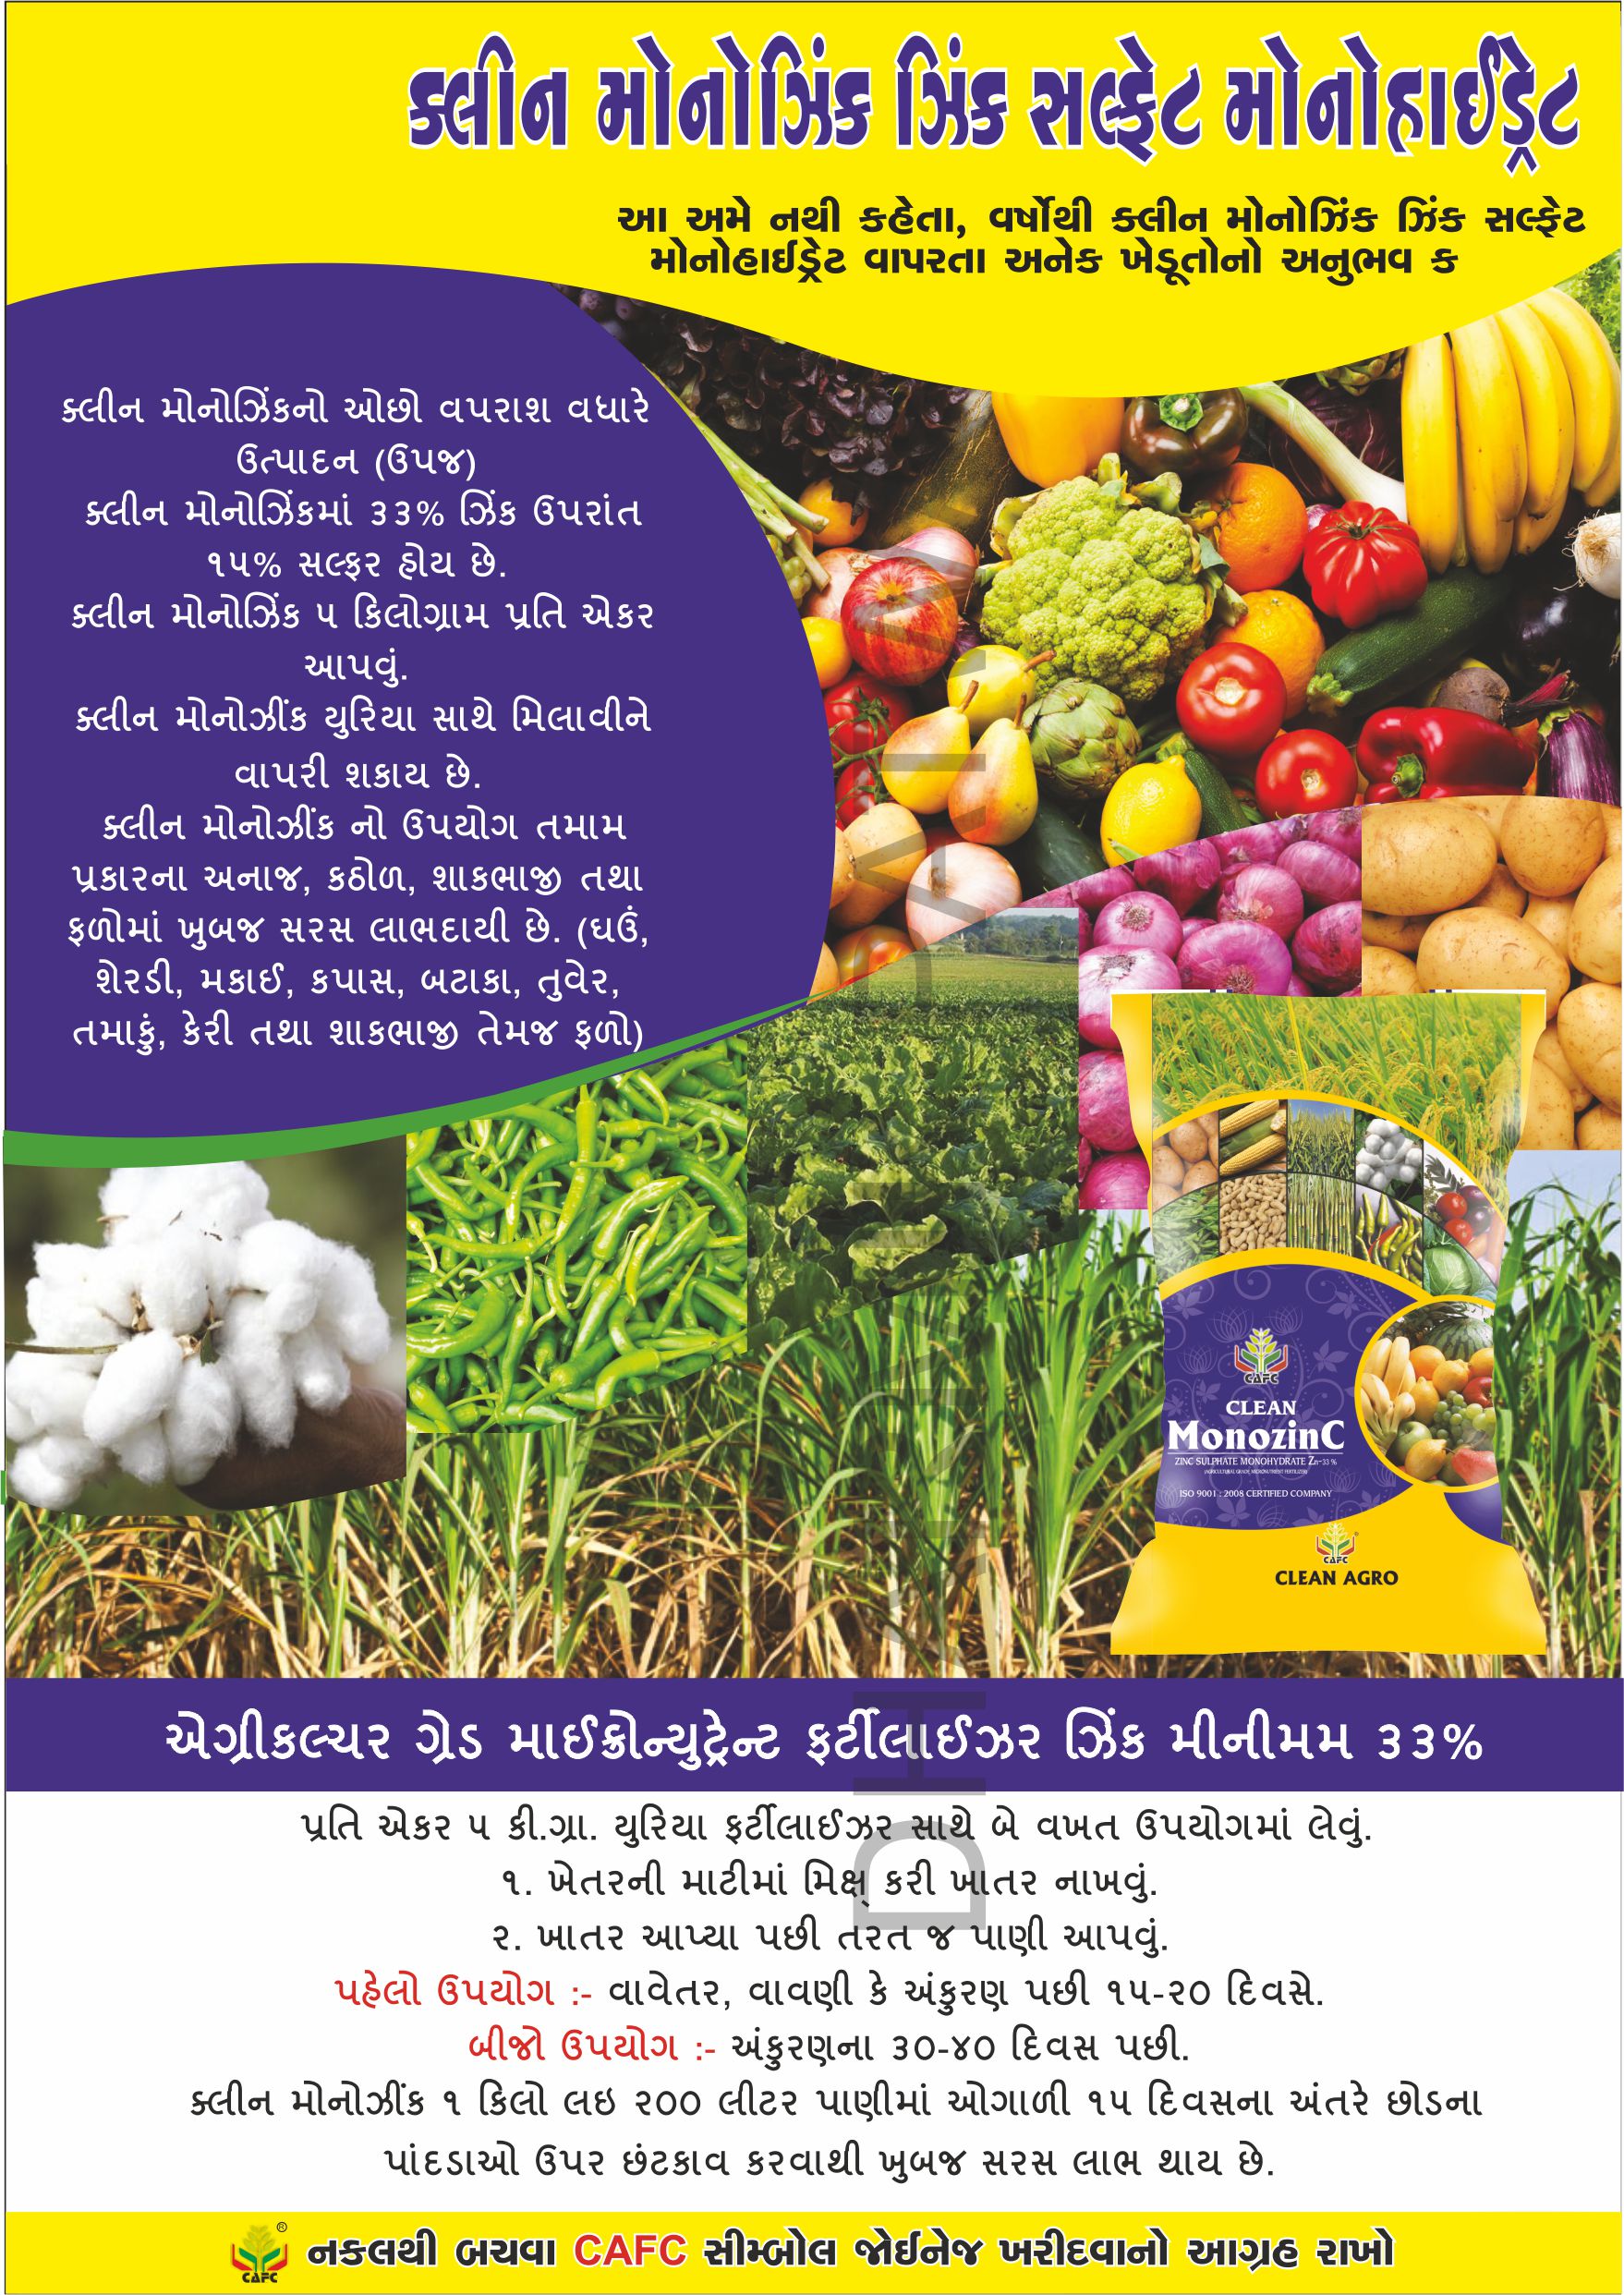 ક્લીન મોનોઝિંક ઝિંક સલ્ફેટ મોનોહાઈડ્રેટ
આ અમે નથી કહેતા, વર્ષોથી ક્લીન મોનોઝિંક ઝિંક સલ્ફેટ
મોનોહાઈડ્રેટ વાપરતા અનેક ખેડૂતોનો અનુભવ ક
ક્લીન મોનોઝિંકનો ઓછો વપરાશ વધારે
ઉત્પાદન (ઉપજ)
ક્લીન મોનોઝિંકમાં ૩૩% ઝિંક ઉપરાંત
૧૫% સલ્ફર હોય છે.
ક્લીન મોનોઝિંક ૫ કિલોગ્રામ પ્રતિ એકર
આપવું.
ક્લીન મોનોઝીંક યુરિયા સાથે મિલાવીને
વાપરી શકાય છે.
ક્લીન મોનોઝીંક નો ઉપયોગ તમામ
પ્રકારના અનાજ, કઠોળ, શાકભાજી તથા
ફળોમાં ખુબજ સરસ લાભદાયી છે. (ઘઉં,
શેરડી, મકાઈ, કપાસ, બટાકા, તુવેર,
તમાકું, કેરી તથા શાકભાજી તેમજ ફળો)
CAFC
CLEAN
MonozinC
ZINC SULPHATE MONOHYDRATE Zn-33 %
(AGRICULTURAL GRADE MICRONUTRIENT FERTILIZER)
ISO 9001 : 2008 CERTIFIED COMPANY
CAFC
CLEAN AGRO
એગ્રીકલ્ચર ગ્રેડ માઈક્રોન્યુટ્રેન્ટ ફર્ટીલાઈઝર ઝિંક મીનીમમ ૩૩%
પ્રતિ એકર ૫ કી.ગ્રા. યુરિયા ફર્ટીલાઈઝર સાથે બે વખત ઉપયોગમાં લેવું.
૧. ખેતરની માટીમાં મિક્ષ્ કરી ખાતર નાખવું.
૨. ખાતર આપ્યા પછી તરત જ પાણી આપવું.
પહેલો ઉપયોગ :- વાવેતર, વાવણી કે અંકુરણ પછી ૧૫-૨૦ દિવસે.
બીજો ઉપયોગ :- અંકુરણના ૩૦-૪૦ દિવસ પછી.
ક્લીન મોનોઝીંક ૧ કિલો લઇ ૨૦૦ લીટર પાણીમાં ઓગાળી ૧૫ દિવસના અંતરે છોડના
પાંદડાઓ ઉપર છંટકાવ કરવાથી ખુબજ સરસ લાભ થાય છે.
CAFC ® નકલથી બચવા CAFC સીમ્બોલ જોઈનેજ ખરીદવાનો આગ્રહ રાખો